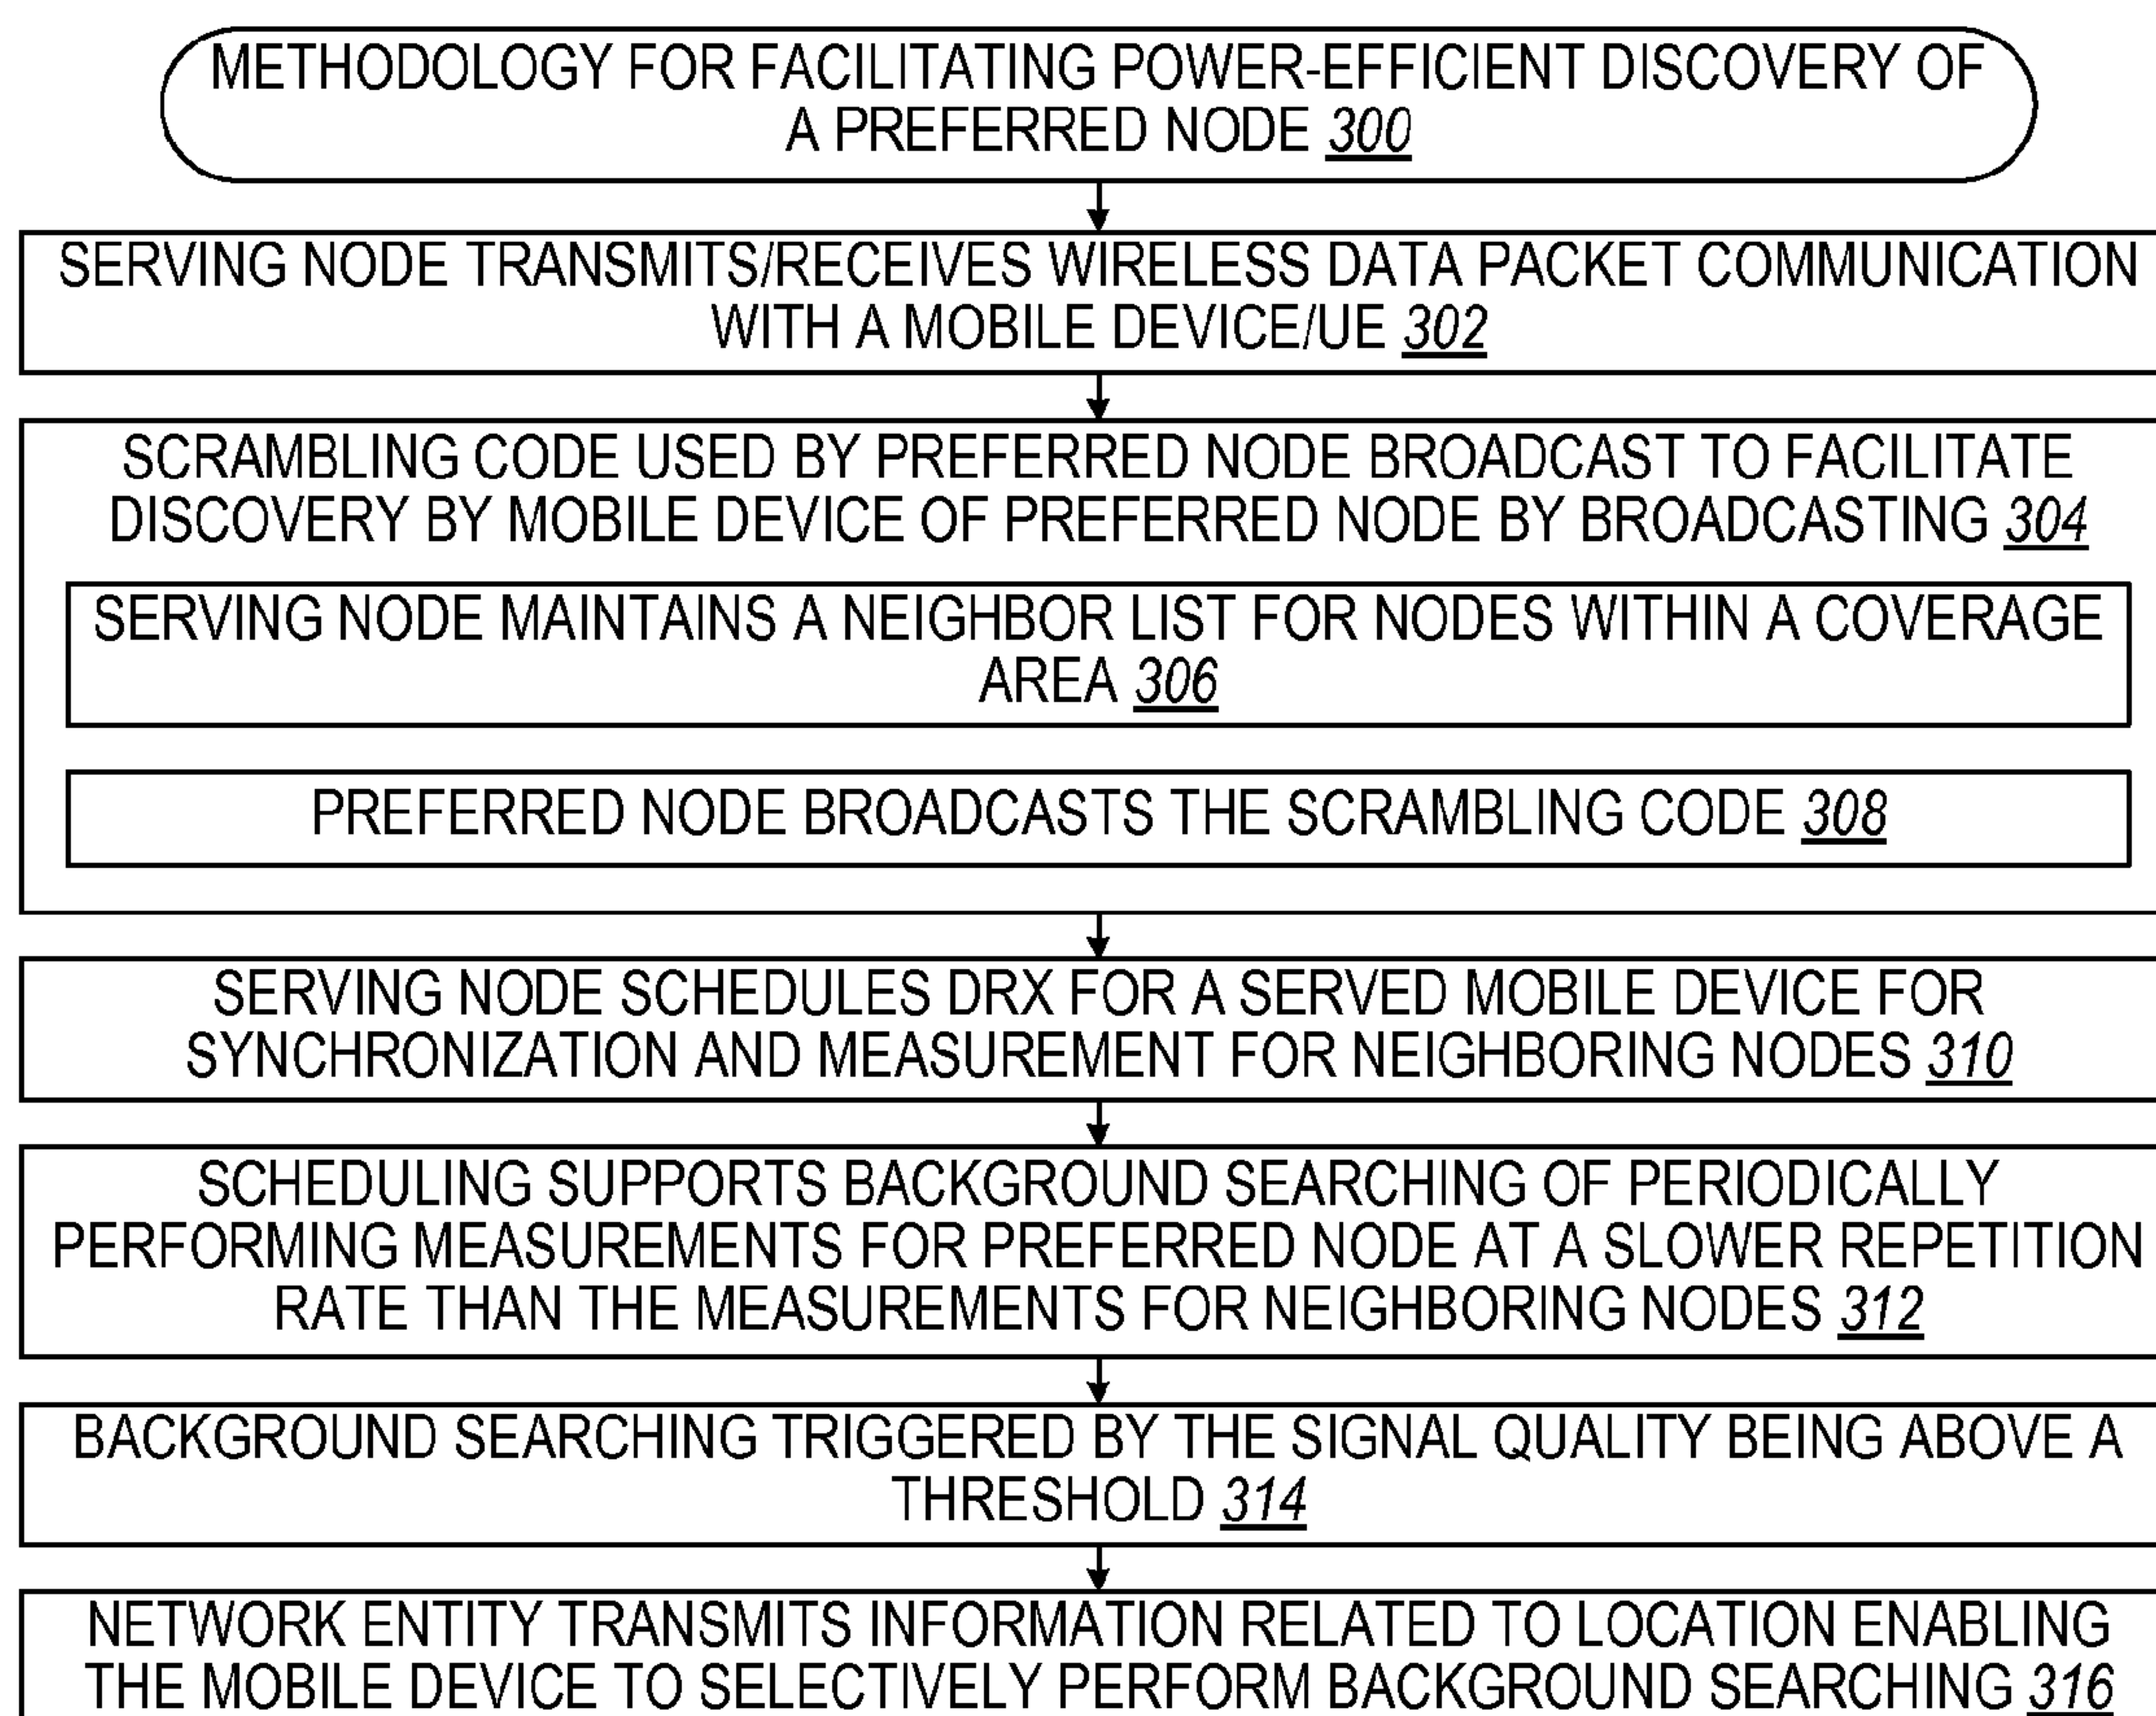 METHODOLOGY FOR FACILITATING POWER-EFFICIENT DISCOVERY OF
A PREFERRED NODE 300
SERVING NODE TRANSMITS/RECEIVES WIRELESS DATA PACKET COMMUNICATION
WITH A MOBILE DEVICE/UE 302
SCRAMBLING CODE USED BY PREFERRED NODE BROADCAST TO FACILITATE
DISCOVERY BY MOBILE DEVICE OF PREFERRED NODE BY BROADCASTING 304
SERVING NODE MAINTAINS A NEIGHBOR LIST FOR NODES WITHIN A COVERAGE
AREA 306
PREFERRED NODE BROADCASTS THE SCRAMBLING CODE 308
SERVING NODE SCHEDULES DRX FOR A SERVED MOBILE DEVICE FOR
SYNCHRONIZATION AND MEASUREMENT FOR NEIGHBORING NODES 310
SCHEDULING SUPPORTS BACKGROUND SEARCHING OF PERIODICALLY
PERFORMING MEASUREMENTS FOR PREFERRED NODE AT A SLOWER REPETITION
RATE THAN THE MEASUREMENTS FOR NEIGHBORING NODES 312
BACKGROUND SEARCHING TRIGGERED BY THE SIGNAL QUALITY BEING ABOVE A
THRESHOLD 314
NETWORK ENTITY TRANSMITS INFORMATION RELATED TO LOCATION ENABLING
THE MOBILE DEVICE TO SELECTIVELY PERFORM BACKGROUND SEARCHING 316